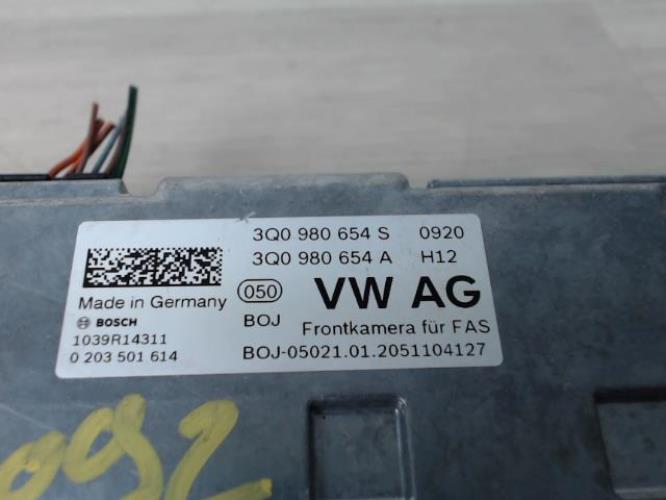 3Q0 980 654 S 0920
3Q0 980 654 A H12
050 VW AG
Made in Germany
BOSCH BOJ Frontkamera für FAS
1039R14311
0 203 501 614 BOJ-05021.01.2051104127
092